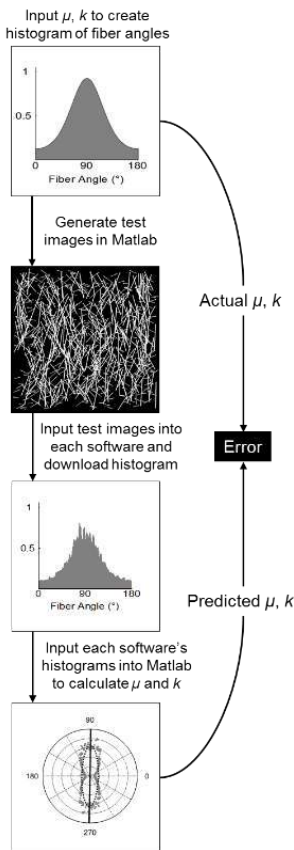 Input μ, k to create
histogram of fiber angles
1
0.5
0 90 180
Fiber Angle (°)
Generate test
images in Matlab
Actual μ, k
Input test images into
each software and
download histogram
Error
1
0.5
0 90 180
Fiber Angle (°)
Predicted μ, k
Input each software's
histograms into Matlab
to calculate μ and k
90
180 0
270